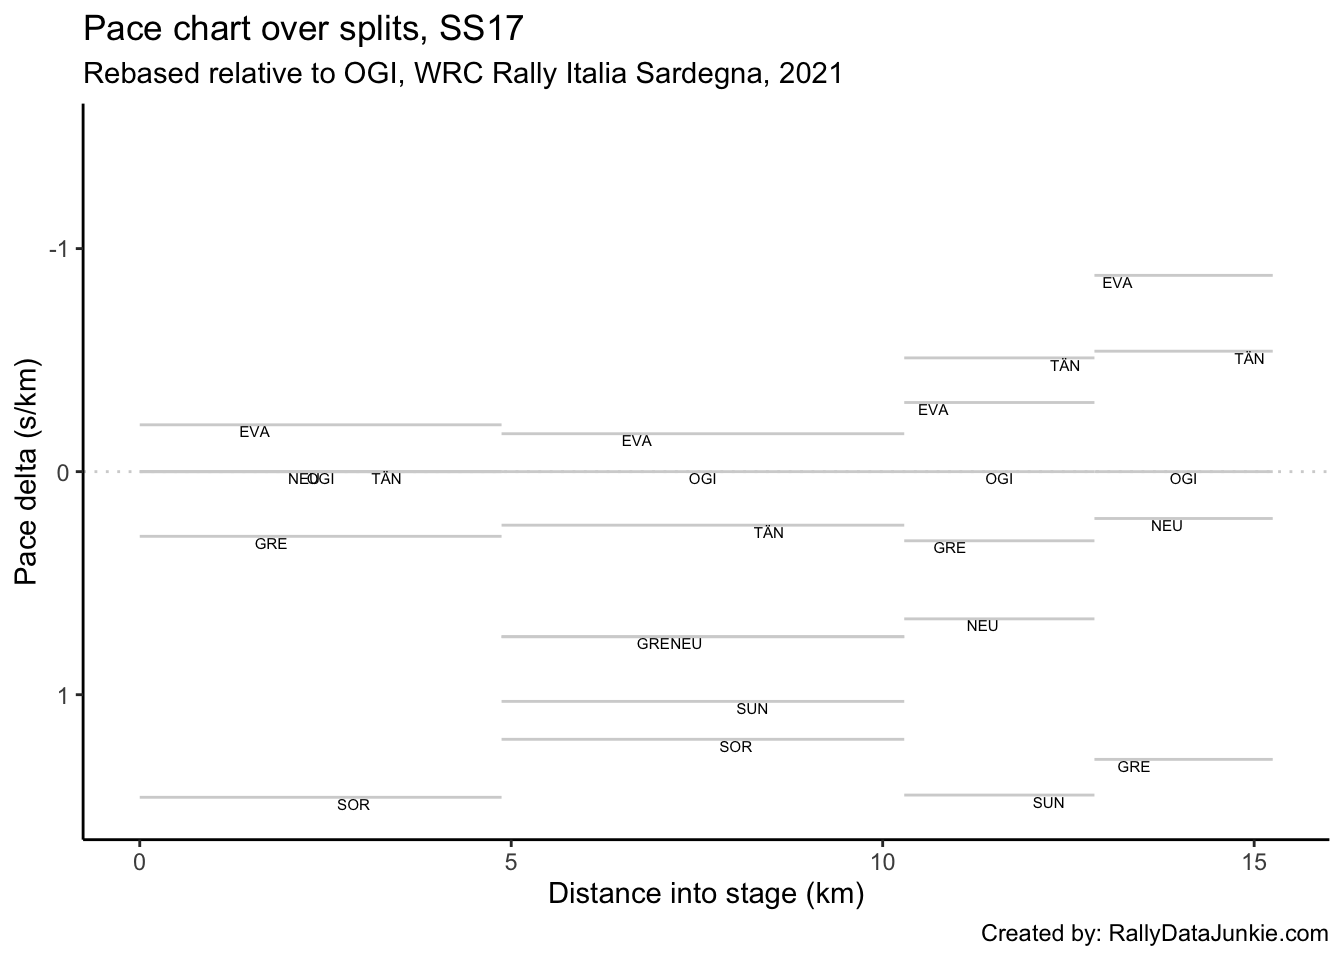 Pace chart over splits, SS17
Rebased relative to OGI, WRC Rally Italia Sardegna, 2021
Pace delta (s/km)
-1
0
1
EVA
TÄN
TÄN
EVA
EVA
EVA
NEU
OGI
TÄN
OGI
OGI
OGI
NEU
TÄN
GRE
GRE
NEU
GRENEU
SUN
SOR
GRE
SUN
SOR
0
5
10
15
Distance into stage (km)
Created by: RallyDataJunkie.com